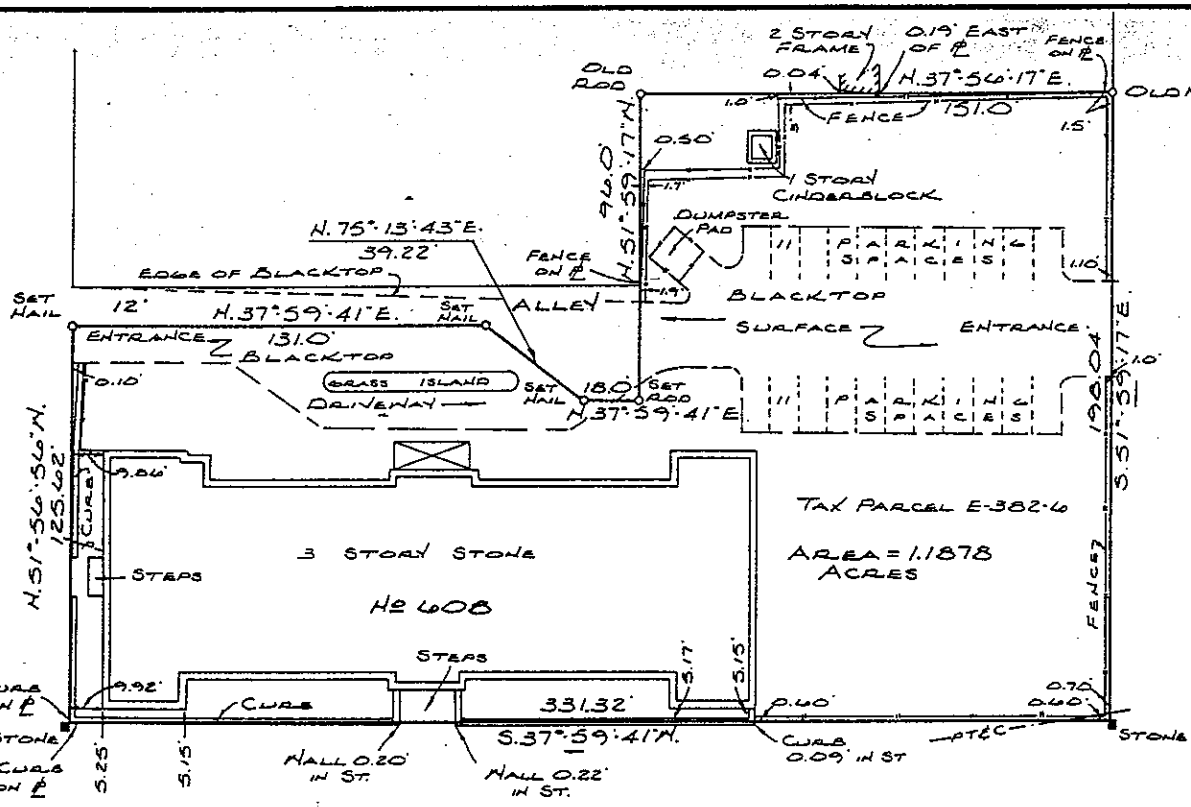 2 STORY
FRAME
0.19' EAST
OF ⅊
FENCE
ON ⅊
OLD
ROD
0.04'
N.37°-56'-17"E.
OLD
1.0'
FENCE
151.0'
1.5'
0.50'
96.0'
N.51°-59'-17"W
1.7'
1 STORY
CINDERBLOCK
N.75°-13'-43"E.
39.22'
DUMPSTER
PAD
FENCE
ON ⅊
11 PARKING
SPACES
1.10'
EDGE OF BLACKTOP
1.9'
BLACKTOP
SET
NAIL
12'
N.37°-59'-41"E.
SET
NAIL
ALLEY
SURFACE
ENTRANCE
ENTRANCE
131.0'
BLACKTOP
198.04
S.51°-59'-17"E.
1.0'
0.10'
GRASS ISLAND
SET
NAIL
18.0'
SET
ROD
DRIVEWAY
N.37°-59'-41"E
11 PARKING
SPACES
N.51°-56'-56"W.
125.62'
9.86'
CURB
TAX PARCEL E-382-6
3 STORY STONE
AREA = 1.1878
ACRES
STEPS
FENCE
Nº 608
STEPS
5.17'
5.15'
9.92'
CURB
331.32'
0.60'
0.70'
0.60'
CURB
ON ⅊
STONE
S.37°-59'-41"W.
PT&C
STONE
CURB
ON ⅊
5.25'
5.15'
WALL 0.20'
IN ST.
WALL 0.22'
IN ST.
CURB
0.09' IN ST